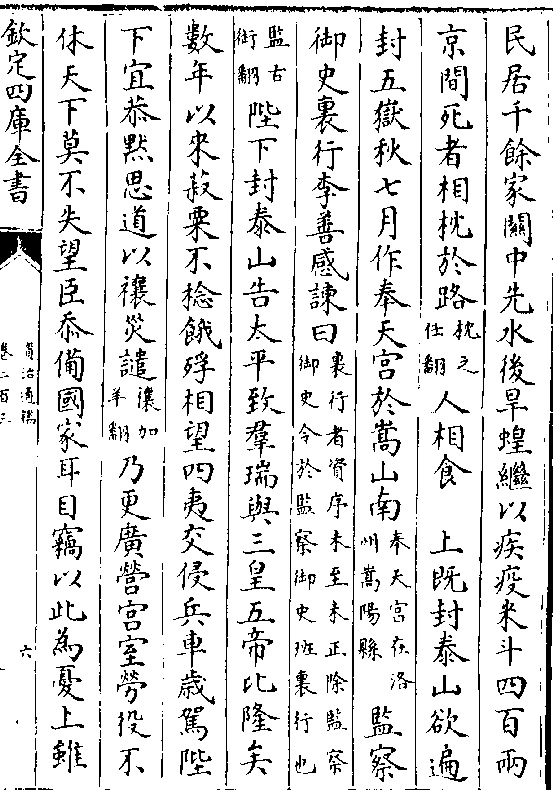 民居千餘家關中先水後旱蝗繼以疾疫米斗四百兩
京間死者相枕於路枕之任翻人相食　上既封泰山欲遍
封五嶽秋七月作奉天宫於嵩山南奉天宫在洛州嵩陽縣監察
御史裏行李善感諫曰裏行者資序未至未正除監察御史令於監察御史班裏行也
監古銜翻陛下封泰山告太平致羣瑞與三皇五帝比隆矣
數年以來菽粟不稔餓殍相望四夷交侵兵車歲駕陛
下宜恭黙思道以禳災譴禳加羊翻乃更廣營宫室勞役不
休天下莫不失望臣忝備國家耳目竊以此為憂上雖
欽定四庫全書
資治通鑑
卷二百三
六